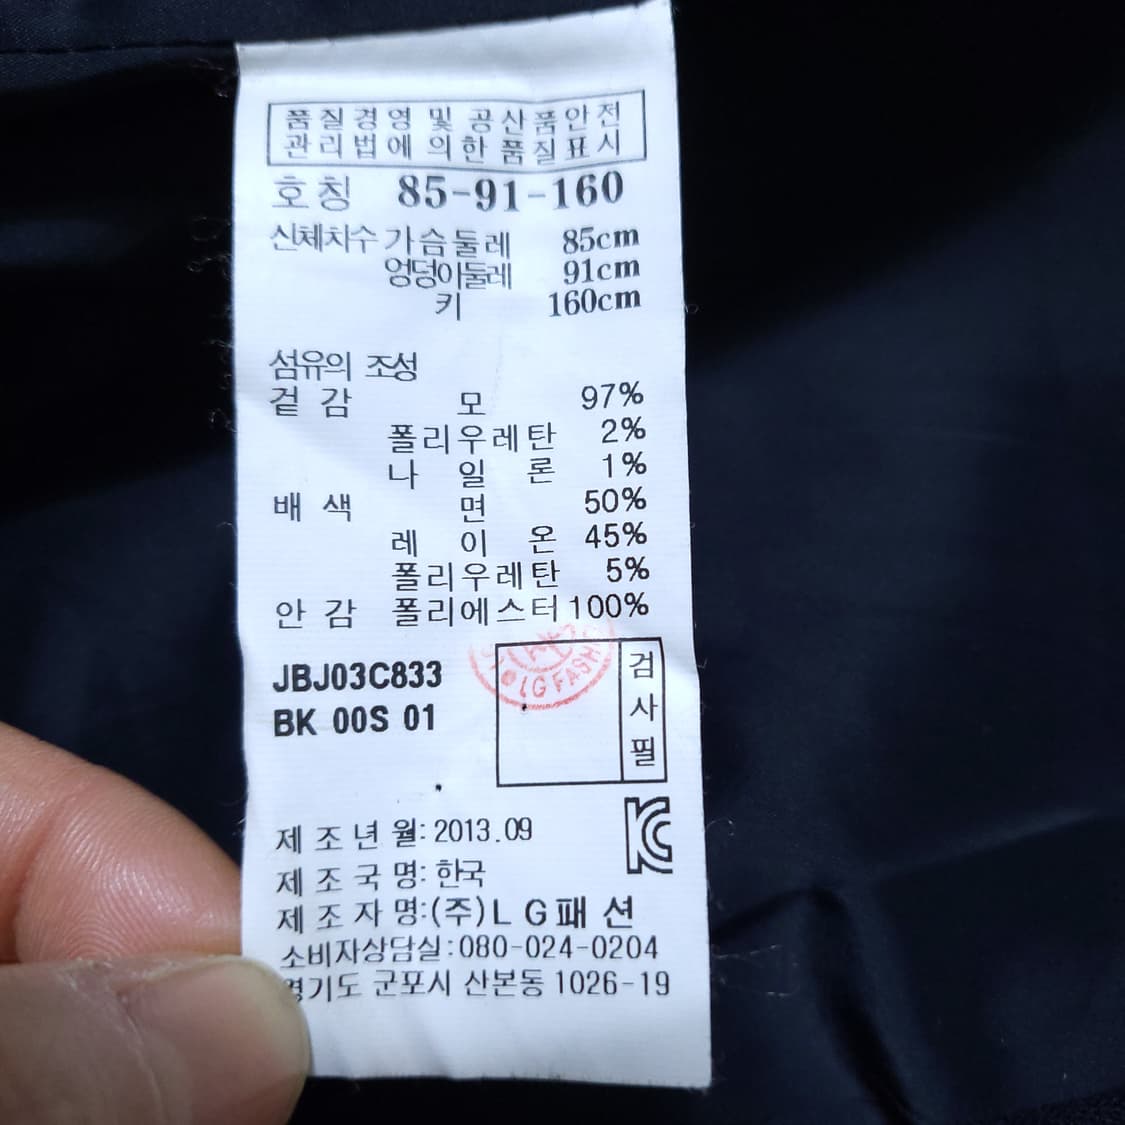 품질경영 및 공산품안전
관리법에 의한 품질표시
호칭 85-91-160
신체치수 가슴둘레 85cm
엉덩이둘레 91cm
키 160cm
섬유의 조성
겉감 모 97%
폴리우레탄 2%
나일론 1%
배색 면 50%
레이온 45%
폴리우레탄 5%
안감 폴리에스터 100%
JBJ03C833
BK 00S 01
LG FASH
검사필
제조년월: 2013.09
제조국명: 한국
제조자명:(주)LG패션
소비자상담실:080-024-0204
경기도 군포시 산본동 1026-19